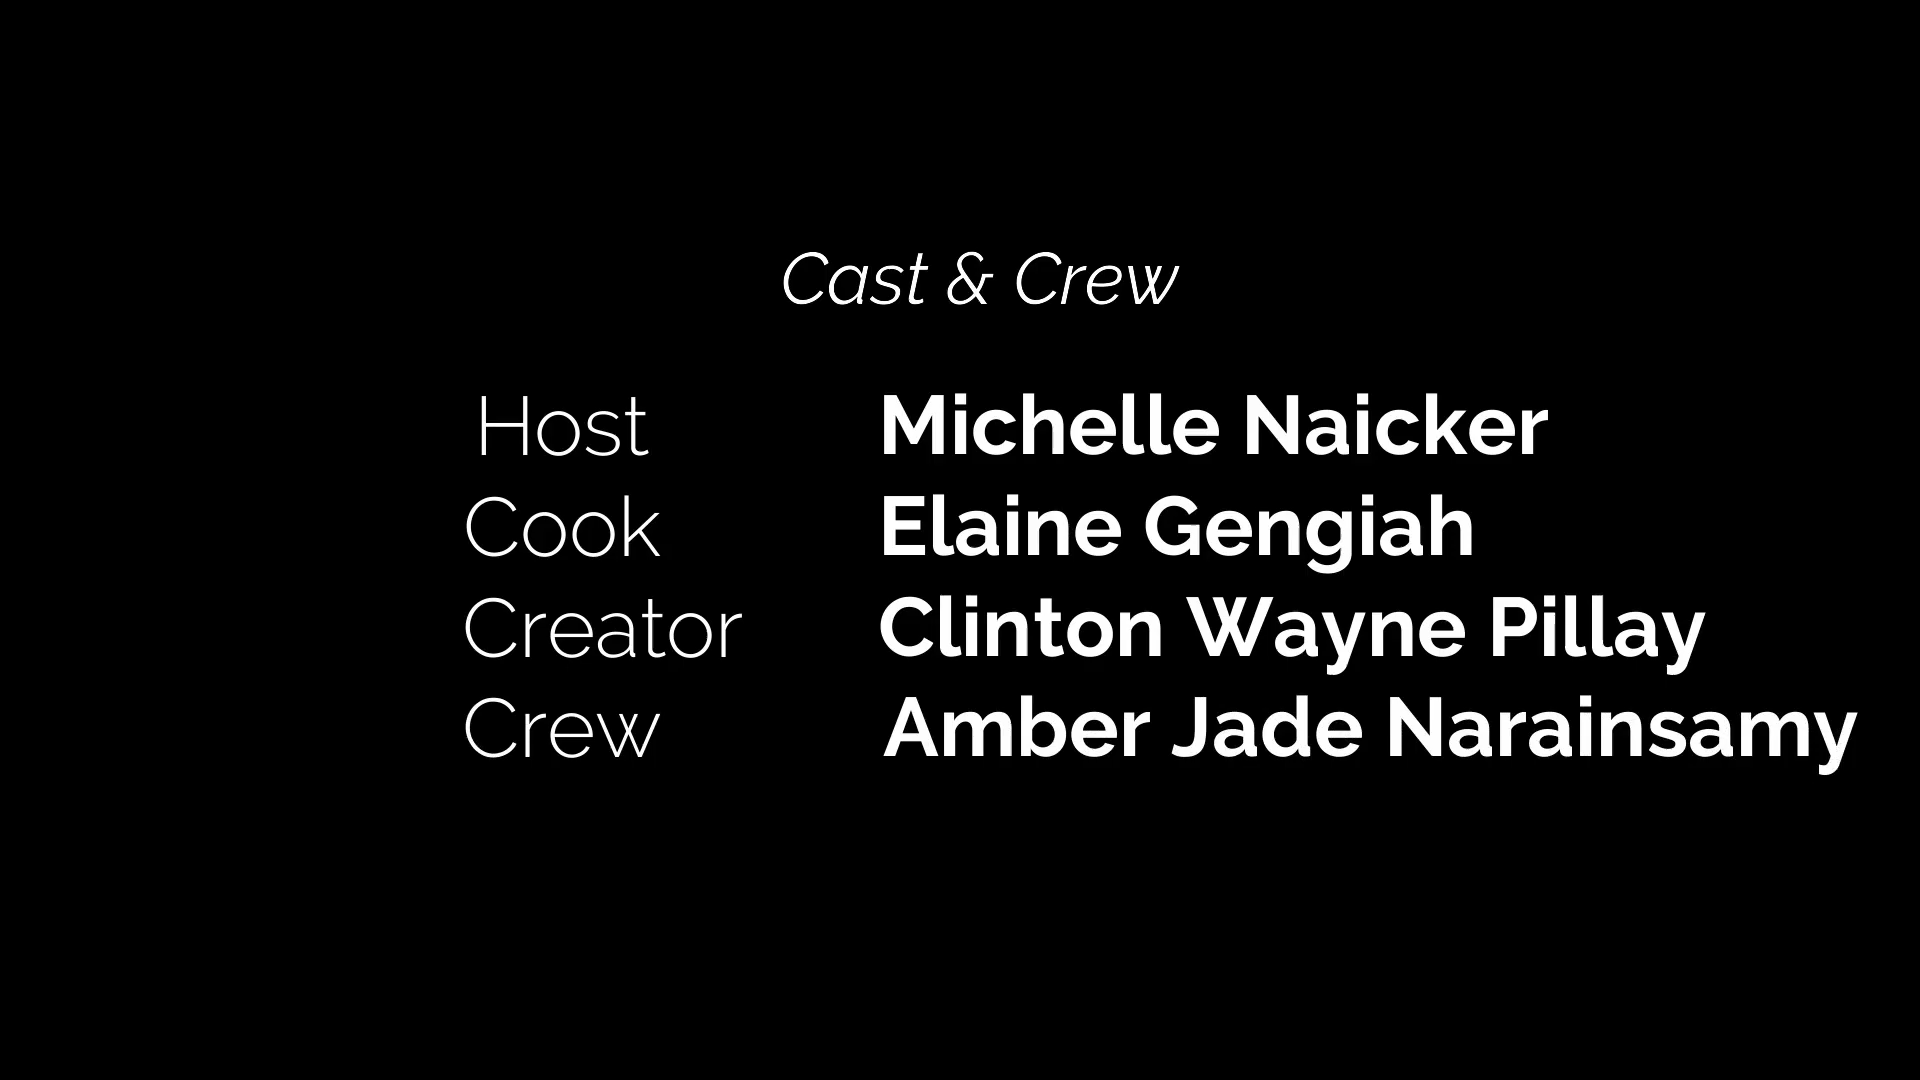 Cast & Crew
Host Michelle Naicker
Cook Elaine Gengiah
Creator Clinton Wayne Pillay
Crew Amber Jade Narainsamy